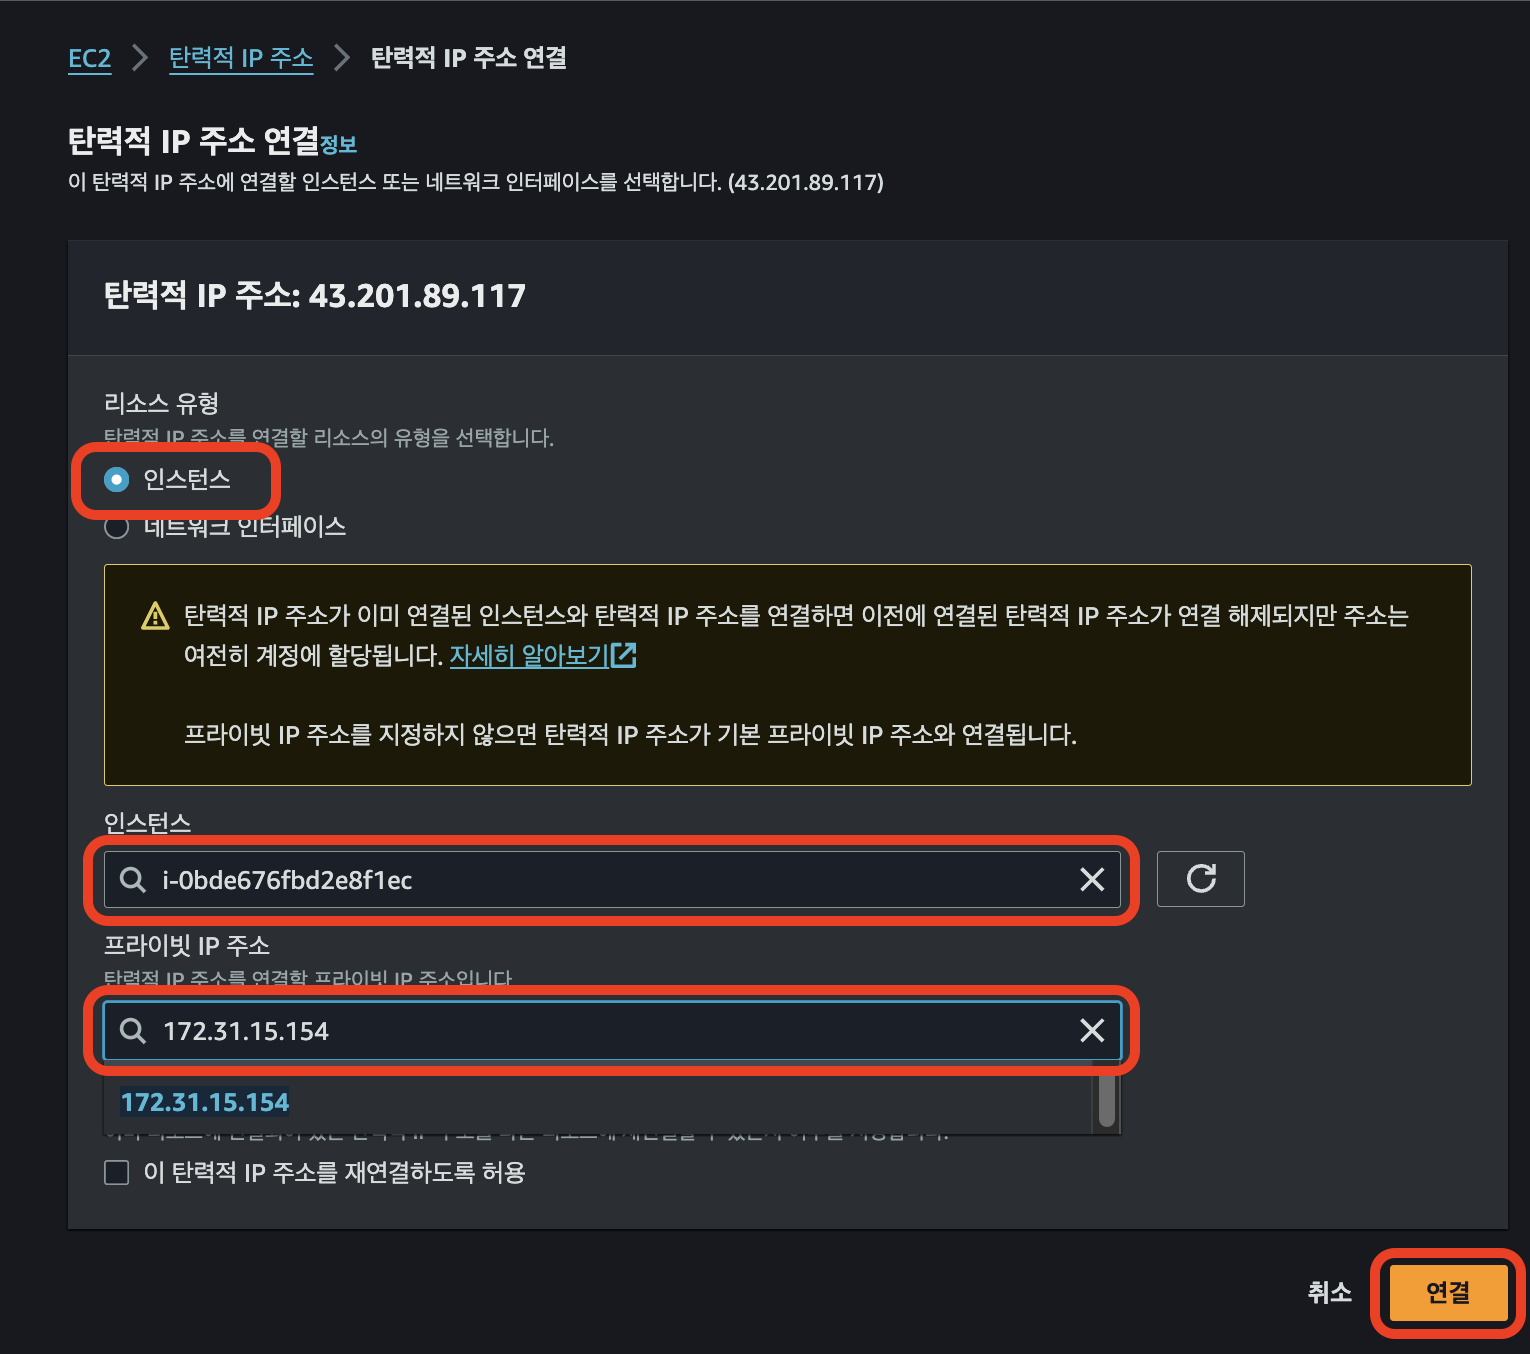 EC2 > 탄력적 IP 주소 > 탄력적 IP 주소 연결
탄력적 IP 주소 연결정보
이 탄력적 IP 주소에 연결할 인스턴스 또는 네트워크 인터페이스를 선택합니다. (43.201.89.117)
탄력적 IP 주소: 43.201.89.117
리소스 유형
탄력적 IP 주소를 연결할 리소스의 유형을 선택합니다.
인스턴스
네트워크 인터페이스
탄력적 IP 주소가 이미 연결된 인스턴스와 탄력적 IP 주소를 연결하면 이전에 연결된 탄력적 IP 주소가 연결 해제되지만 주소는
여전히 계정에 할당됩니다. 자세히 알아보기
프라이빗 IP 주소를 지정하지 않으면 탄력적 IP 주소가 기본 프라이빗 IP 주소와 연결됩니다.
인스턴스
i-0bde676fbd2e8f1ec
프라이빗 IP 주소
탄력적 IP 주소를 연결할 프라이빗 IP 주소입니다
172.31.15.154
172.31.15.154
이 탄력적 IP 주소를 재연결하도록 허용
취소
연결